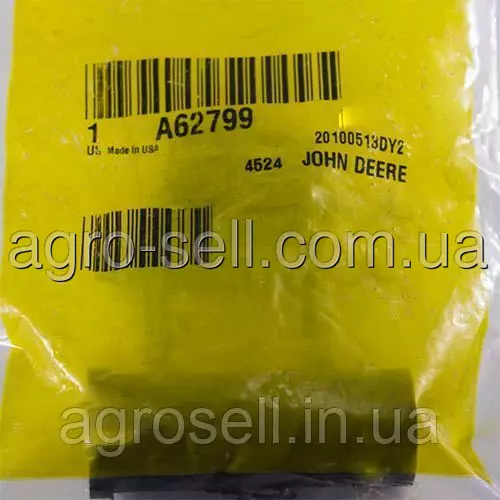 1 A62799
US Made in USA
20100513DY2
4524 JOHN DEERE
agro-sell.com.ua
agrosell.in.ua